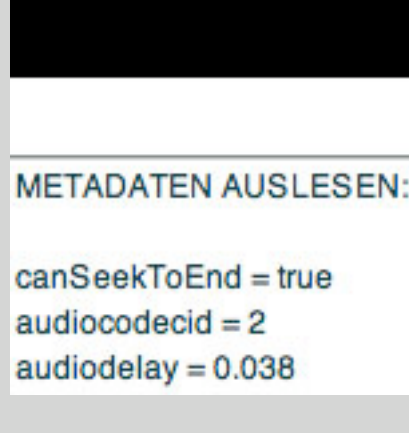 METADATEN AUSLESEN:
canSeekToEnd = true
audiocodecid = 2
audiodelay = 0.038